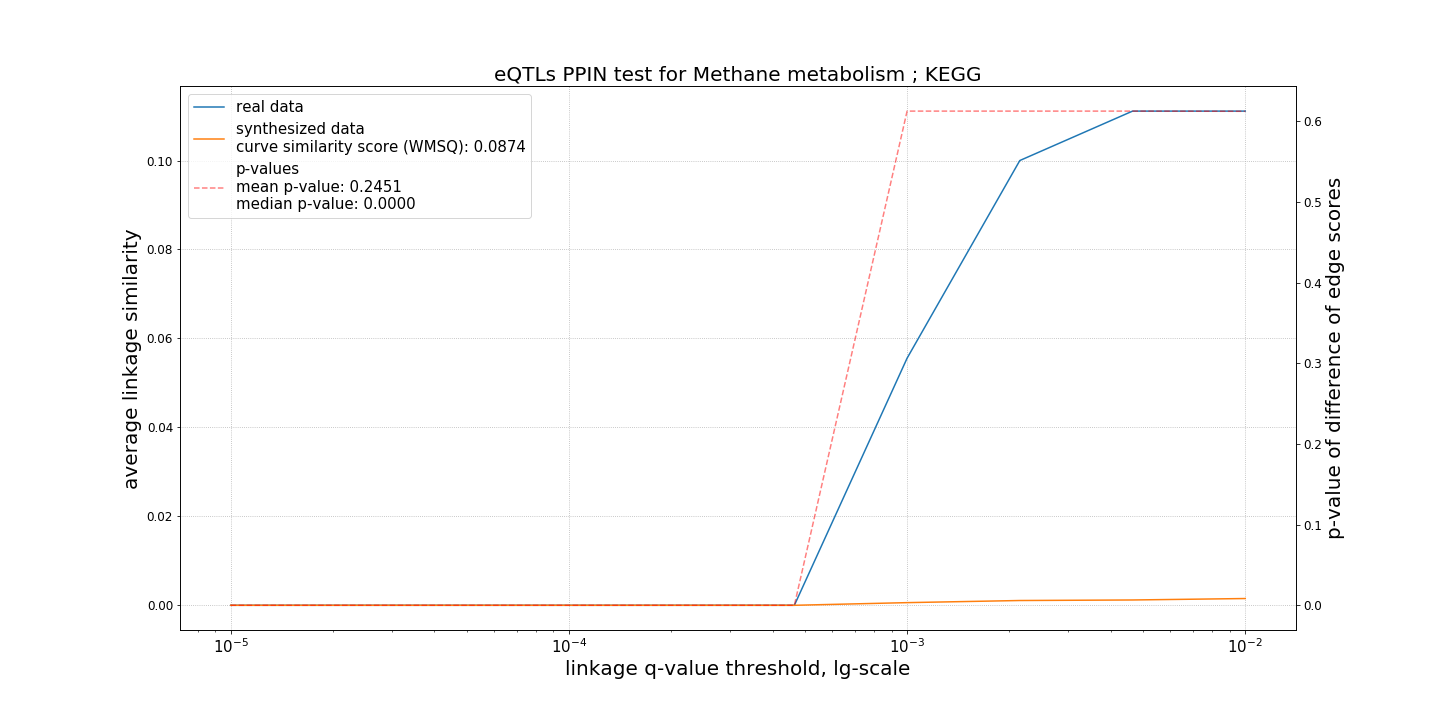 eQTLs PPIN test for Methane metabolism ; KEGG
real data
synthesized data
curve similarity score (WMSQ): 0.0874
p-values
mean p-value: 0.2451
median p-value: 0.0000
average linkage similarity
0.10
0.08
0.06
0.04
0.02
0.00
0.6
0.5
0.4
0.3
0.2
0.1
0.0
p-value of difference of edge scores
10⁻⁵ 10⁻⁴ 10⁻³ 10⁻²
linkage q-value threshold, lg-scale